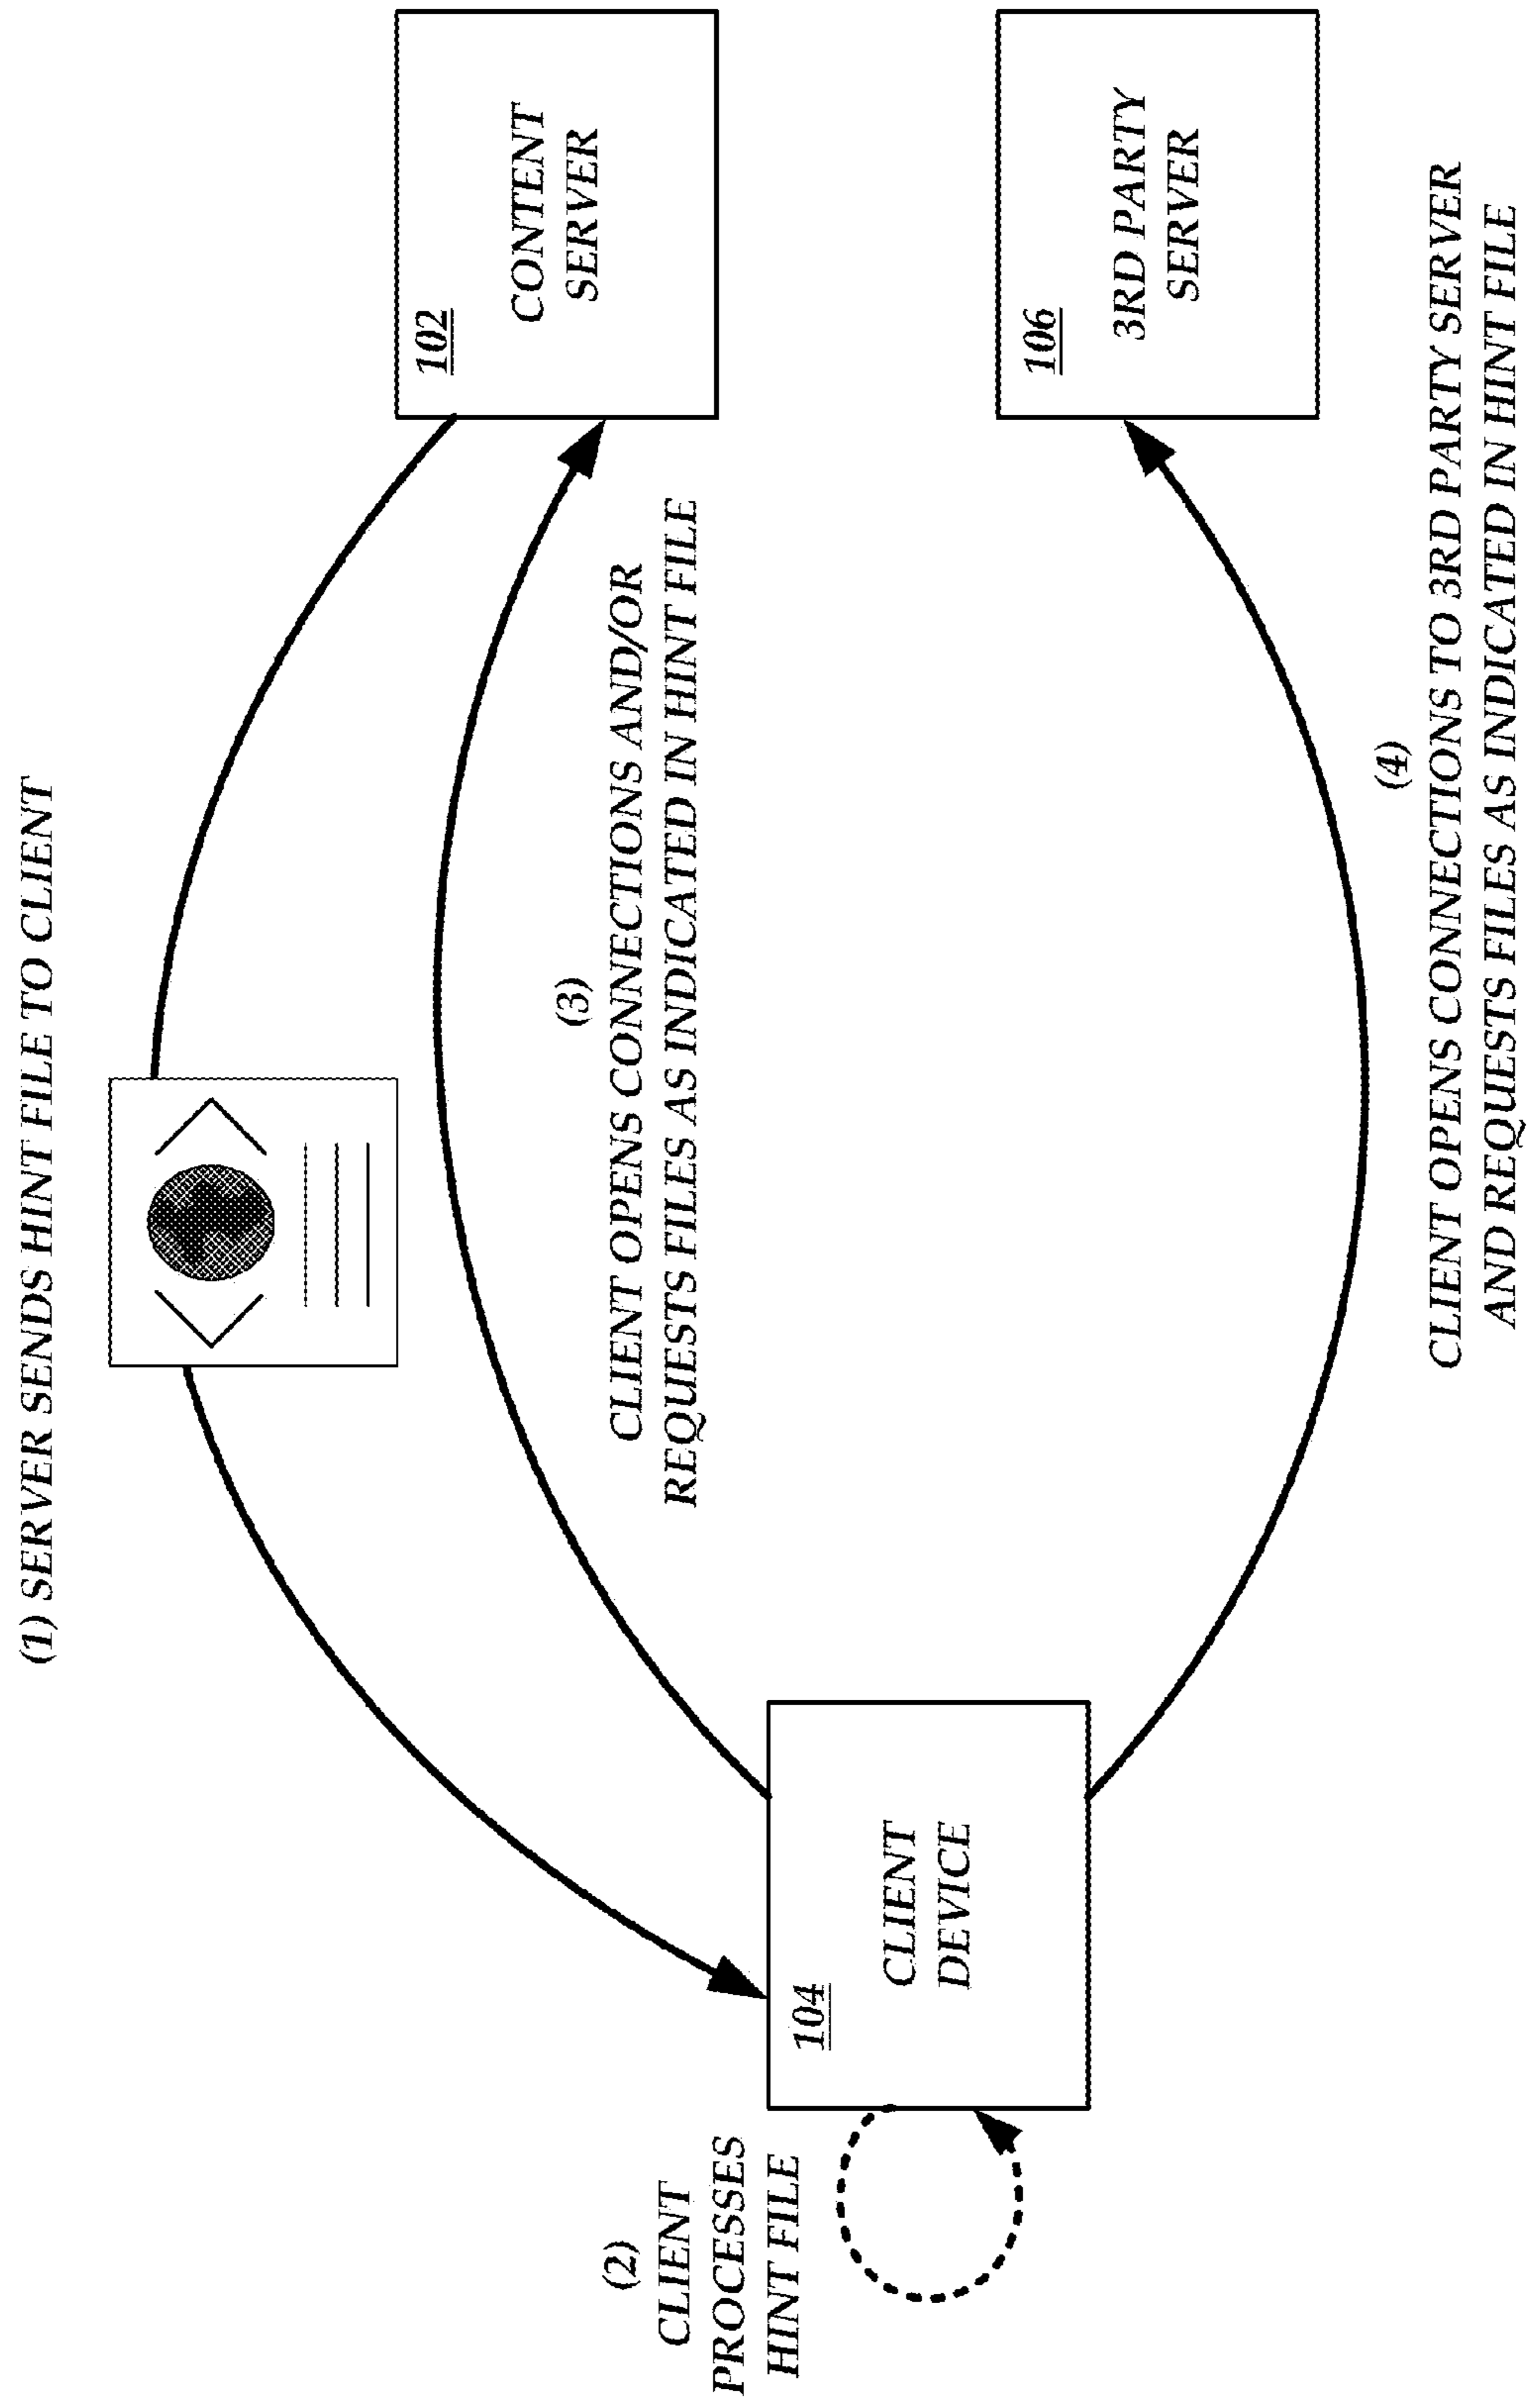 (1) SERVER SENDS HINT FILE TO CLIENT
102
CONTENT
SERVER
(3)
CLIENT OPENS CONNECTIONS AND/OR
REQUESTS FILES AS INDICATED IN HINT FILE
(2)
CLIENT
PROCESSES
HINT FILE
104
CLIENT
DEVICE
106
3RD PARTY
SERVER
(4)
CLIENT OPENS CONNECTIONS TO 3RD PARTY SERVER
AND REQUESTS FILES AS INDICATED IN HINT FILE